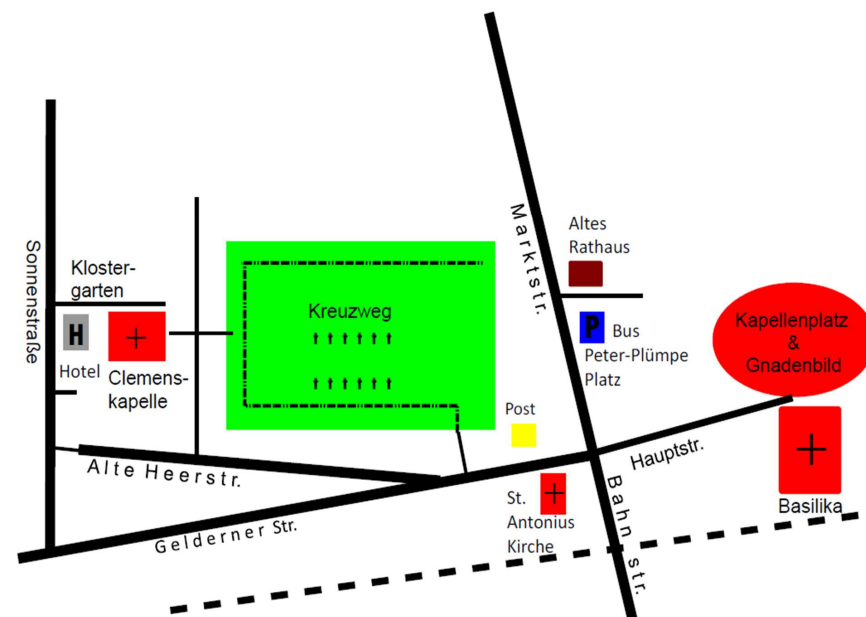 Sonnenstraße
Kloster-
garten
H
Hotel
Clemens-
kapelle
Kreuzweg
Alte Heerstr.
Gelderner Str.
Post
St.
Antonius
Kirche
Marktstr.
Altes
Rathaus
P Bus
Peter-Plümpe
Platz
Bahnstr.
Hauptstr.
Kapellenplatz
&
Gnadenbild
Basilika